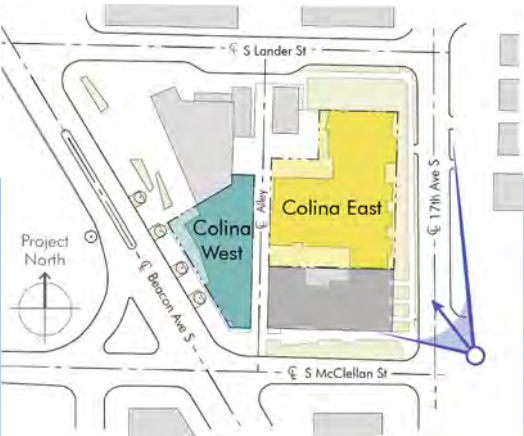 ℄ S Lander St
℄ Alley
Colina East
℄ 17th Ave S
Colina
West
Project
North
℄ Beacon Ave S
℄ S McClellan St